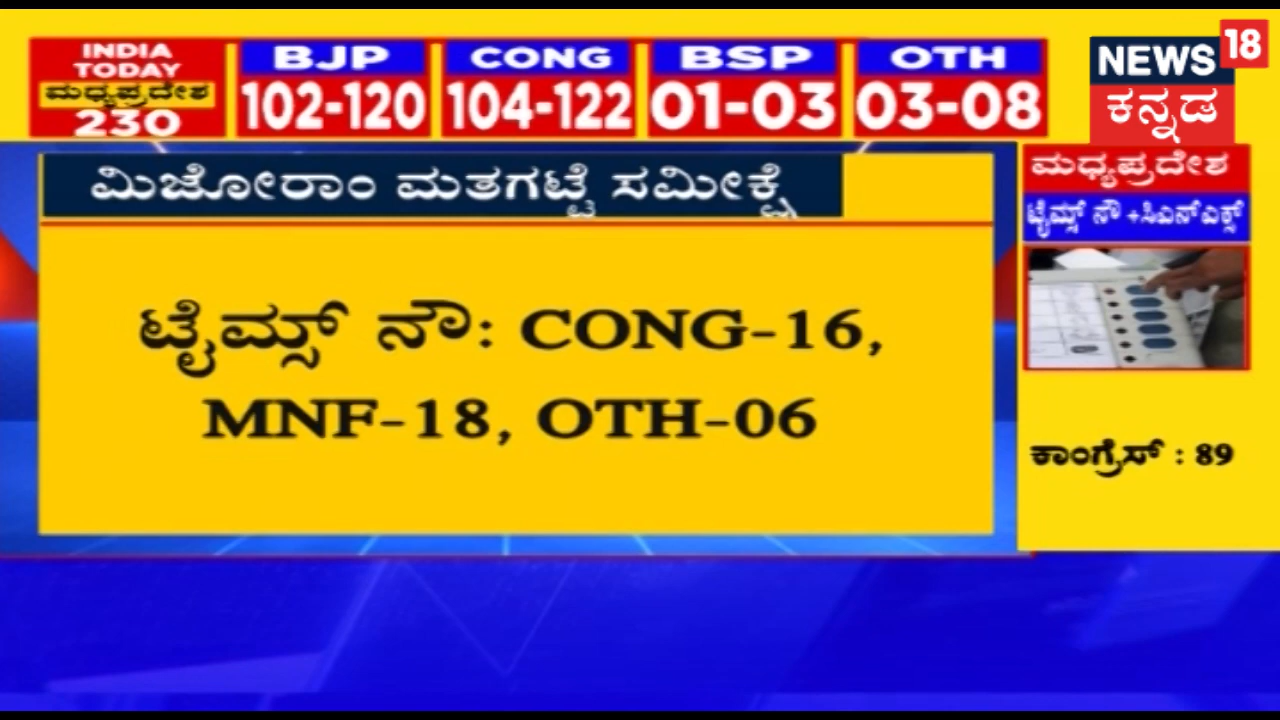 INDIA TODAY
ಮಧ್ಯಪ್ರದೇಶ
230
BJP
102-120
CONG
104-122
BSP
01-03
OTH
03-08
NEWS 18
ಕನ್ನಡ
ಮಿಜೋರಾಂ ಮತಗಟ್ಟೆ ಸಮೀಕ್ಷೆ
ಟೈಮ್ಸ್ ನೌ: CONG-16,
MNF-18, OTH-06
ಮಧ್ಯಪ್ರದೇಶ
ಟೈಮ್ಸ್ ನೌ +ಸಿಎನ್ಎಕ್ಸ್
ಕಾಂಗ್ರೆಸ್ : 89